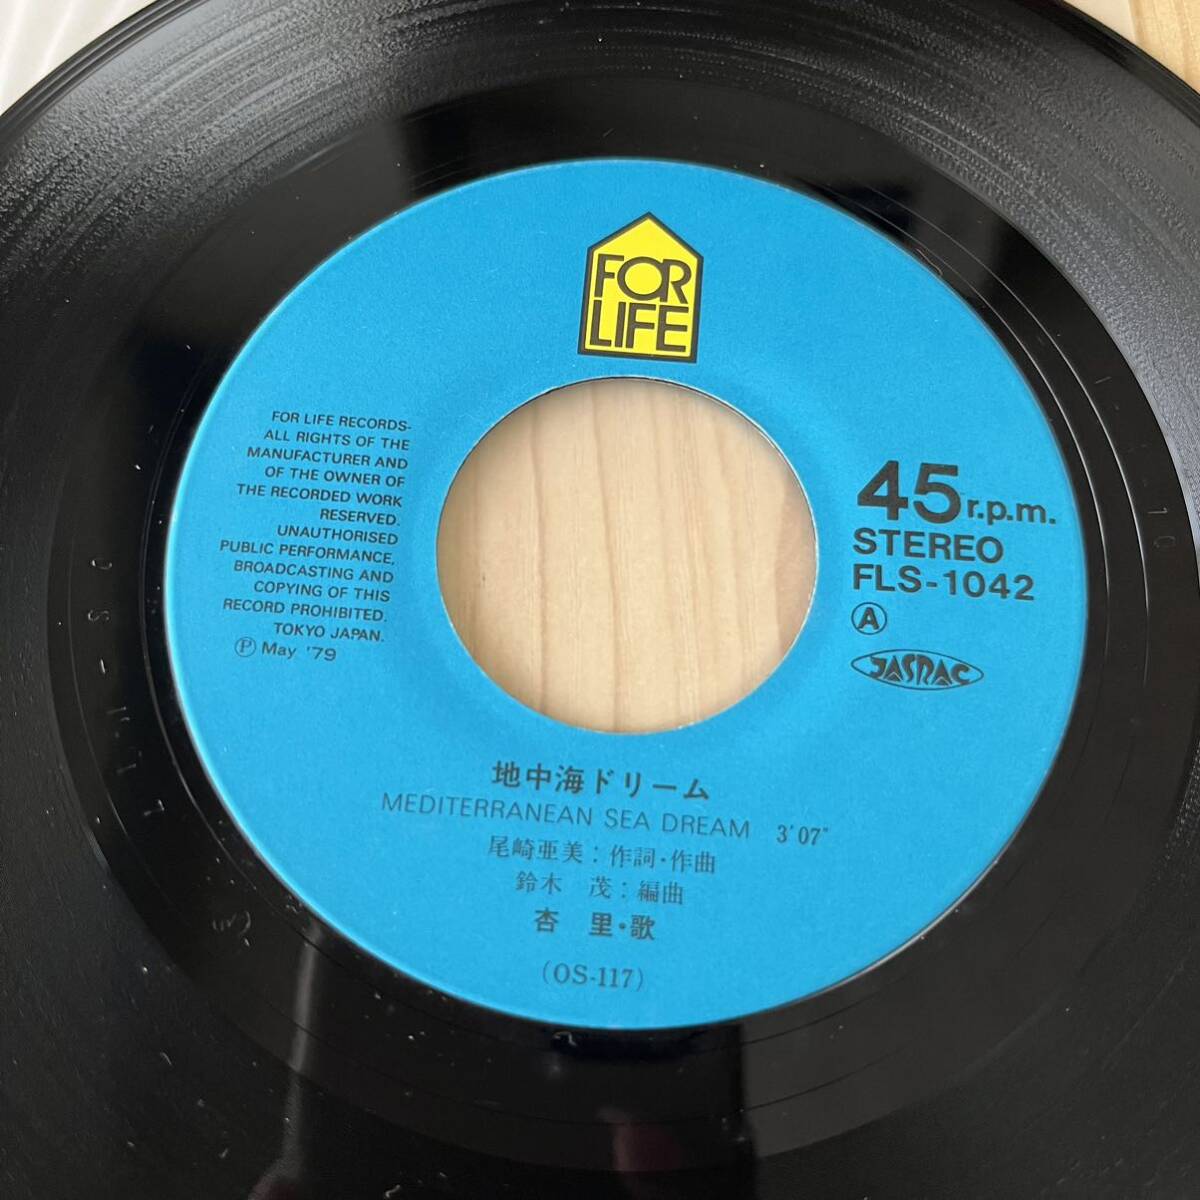 FOR
LIFE
FOR LIFE RECORDS-
ALL RIGHTS OF THE
MANUFACTURER AND
OF THE OWNER OF
THE RECORDED WORK
RESERVED.
UNAUTHORISED
PUBLIC PERFORMANCE,
BROADCASTING AND
COPYING OF THIS
RECORD PROHIBITED.
TOKYO JAPAN.
Ⓟ May '79
45 r.p.m.
STEREO
FLS-1042
Ⓐ
JASRAC
地中海ドリーム
MEDITERRANEAN SEA DREAM 3'07"
尾崎亜美:作詞・作曲
鈴木 茂:編曲
杏 里・歌
(OS-117)